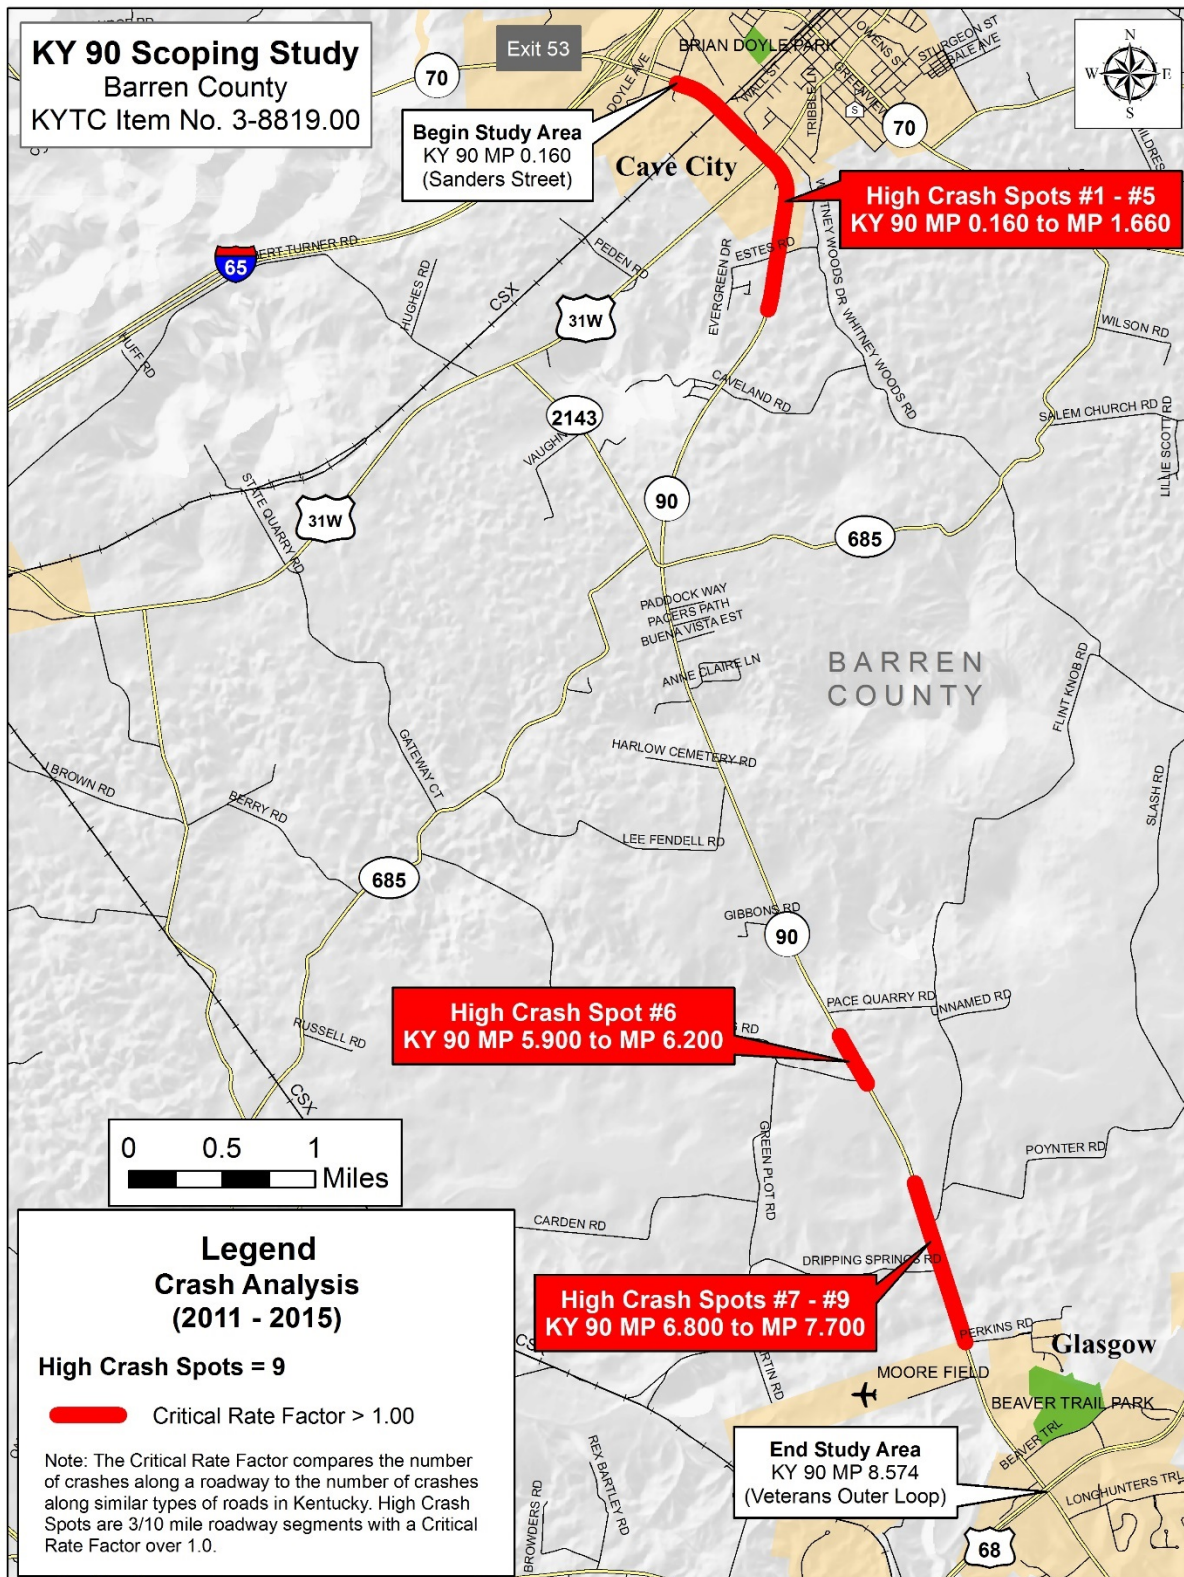 KY 90 Scoping Study
Barren County
KYTC Item No. 3-8819.00
Exit 53
BRIAN DOYLE PARK
OWENS ST
STURGEON ST
BALE AVE
N
W
E
S
70
DOYLE AVE
WALL ST
TRIBBLE LN
GREENVIEW
S
70
Begin Study Area
KY 90 MP 0.160
(Sanders Street)
Cave City
High Crash Spots #1 - #5
KY 90 MP 0.160 to MP 1.660
65
ERT TURNER RD
HUGHES RD
HUFF RD
CSX
PEDEN RD
31W
EVERGREEN DR
ESTES RD
WHITNEY WOODS RD
WILSON RD
CAVELAND RD
SALEM CHURCH RD
LILLIE SCOTT RD
2143
VAUGHN
90
STATE QUARRY RD
31W
685
PADDOCK WAY
PACERS PATH
BUENA VISTA EST
ANNE CLAIRE LN
BARREN
COUNTY
FLINT KNOB RD
SLASH RD
HARLOW CEMETERY RD
GATEWAY CT
J BROWN RD
BERRY RD
LEE FENDELL RD
685
GIBBONS RD
90
PACE QUARRY RD
UNNAMED RD
High Crash Spot #6
KY 90 MP 5.900 to MP 6.200
RD
RUSSELL RD
CSX
0 0.5 1
Miles
GREEN PLOT RD
POYNTER RD
CARDEN RD
DRIPPING SPRINGS RD
High Crash Spots #7 - #9
KY 90 MP 6.800 to MP 7.700
PERKINS RD
Glasgow
MOORE FIELD
BEAVER TRAIL PARK
BEAVER TRL
End Study Area
KY 90 MP 8.574
(Veterans Outer Loop)
LONGHUNTERS TRL
REX BARTLEY RD
BROWDERS RD
68
Legend
Crash Analysis
(2011 - 2015)
High Crash Spots = 9
Critical Rate Factor > 1.00
Note: The Critical Rate Factor compares the number
of crashes along a roadway to the number of crashes
along similar types of roads in Kentucky. High Crash
Spots are 3/10 mile roadway segments with a Critical
Rate Factor over 1.0.